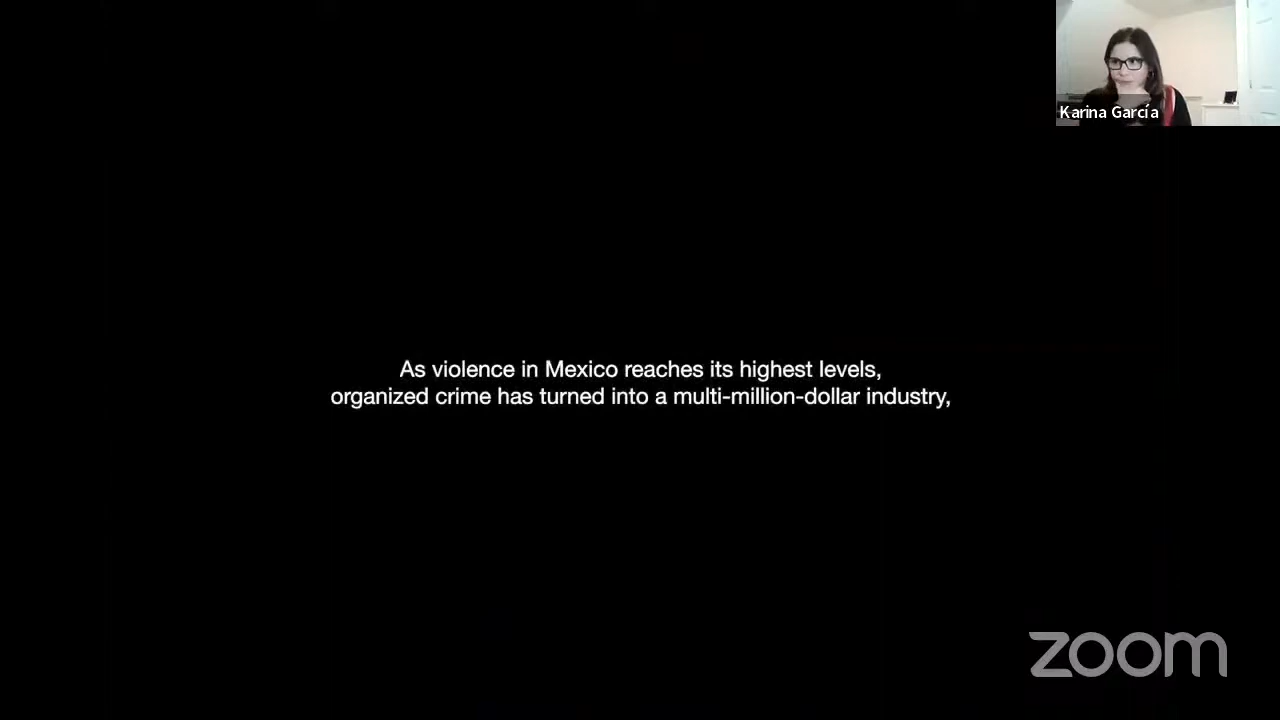 Karina García
As violence in Mexico reaches its highest levels,
organized crime has turned into a multi-million-dollar industry,
zoom